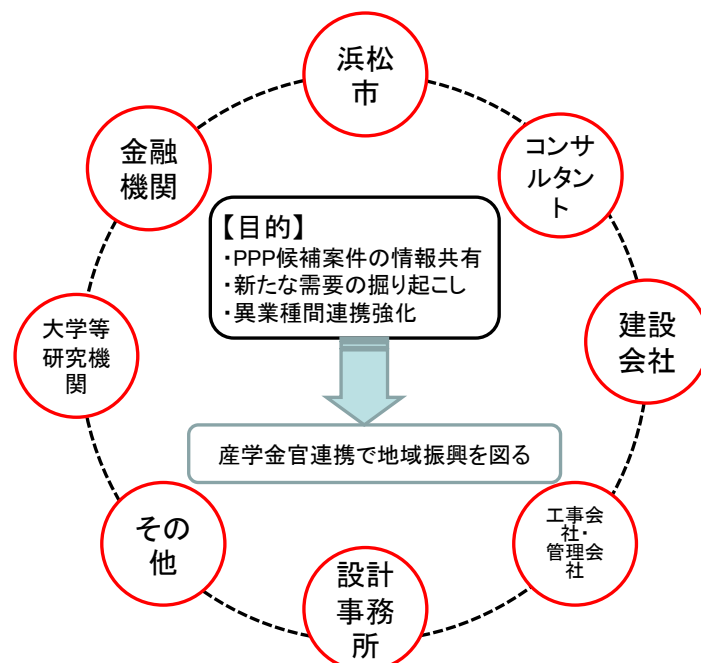 浜松
市
金融
機関
コンサ
ルタン
ト
【目的】
・PPP候補案件の情報共有
・新たな需要の掘り起こし
・異業種間連携強化
大学等
研究機
関
建設
会社
産学金官連携で地域振興を図る
その
他
工事会
社・
管理会
社
設計
事務
所